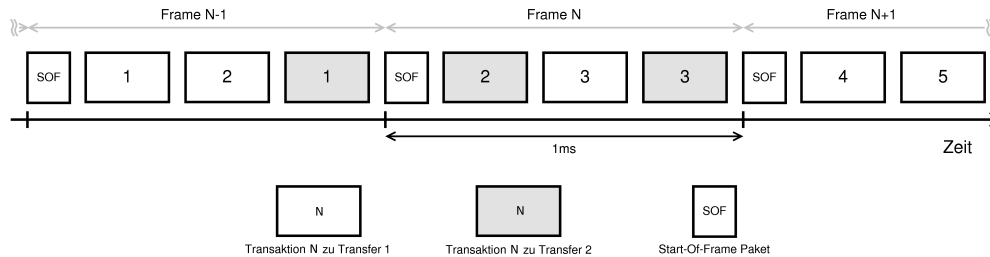 Frame N-1 Frame N Frame N+1
SOF 1 2 1 SOF 2 3 3 SOF 4 5
1ms
Zeit
N N SOF
Transaktion N zu Transfer 1 Transaktion N zu Transfer 2 Start-Of-Frame Paket